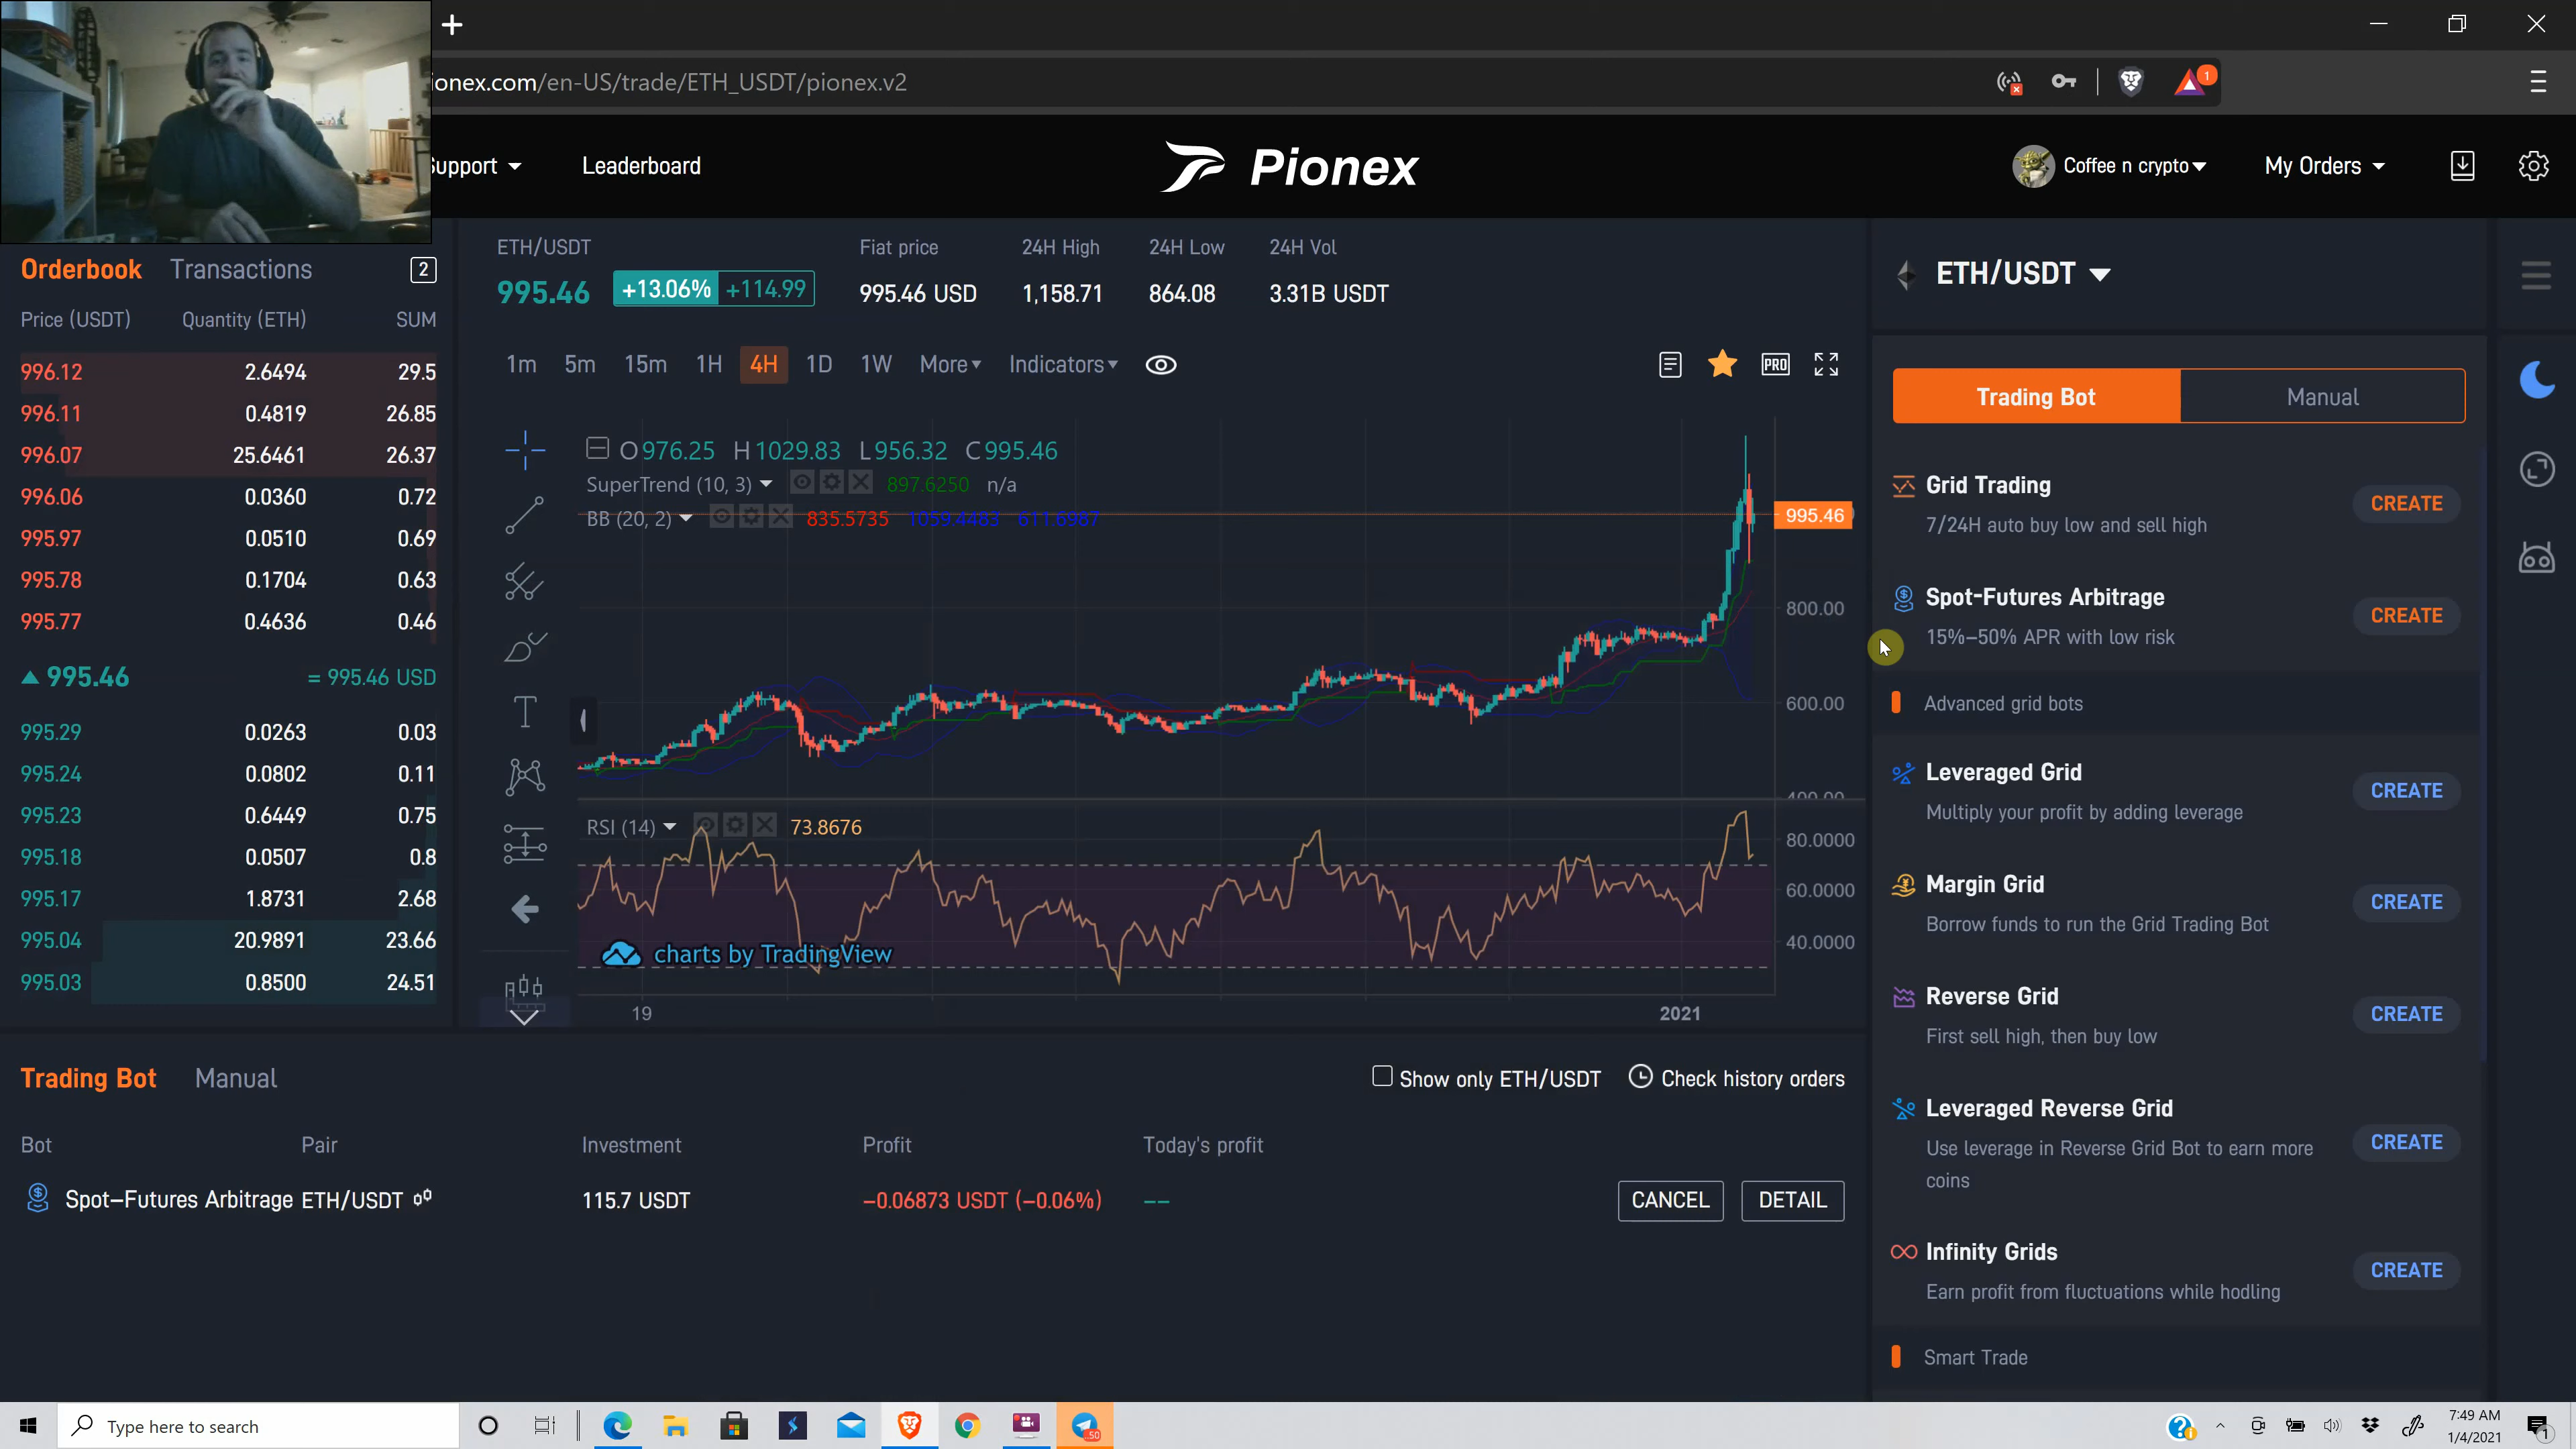 ionex.com/en-US/trade/ETH_USDT/pionex.v2
1
upport
Leaderboard
Pionex
Coffee n crypto
My Orders
Orderbook
Transactions
2
Price (USDT)
Quantity (ETH)
SUM
996.12 2.6494 29.5
996.11 0.4819 26.85
996.07 25.6461 26.37
996.06 0.0360 0.72
995.97 0.0510 0.69
995.78 0.1704 0.63
995.77 0.4636 0.46
995.46 = 995.46 USD
995.29 0.0263 0.03
995.24 0.0802 0.11
995.23 0.6449 0.75
995.18 0.0507 0.8
995.17 1.8731 2.68
995.04 20.9891 23.66
995.03 0.8500 24.51
ETH/USDT
Fiat price
24H High
24H Low
24H Vol
995.46
+13.06% +114.99
995.46 USD
1,158.71
864.08
3.31B USDT
1m 5m 15m 1H 4H 1D 1W More Indicators
PRO
O976.25 H1029.83 L956.32 C995.46
SuperTrend (10, 3) 897.6250 n/a
BB (20, 2) 835.5735 1059.4483 611.6987
995.46
800.00
600.00
400.00
RSI (14) 73.8676
80.0000
60.0000
40.0000
charts by TradingView
19
2021
ETH/USDT
Trading Bot
Manual
Grid Trading
7/24H auto buy low and sell high
CREATE
Spot-Futures Arbitrage
15%–50% APR with low risk
CREATE
Advanced grid bots
Leveraged Grid
Multiply your profit by adding leverage
CREATE
Margin Grid
Borrow funds to run the Grid Trading Bot
CREATE
Reverse Grid
First sell high, then buy low
CREATE
Leveraged Reverse Grid
Use leverage in Reverse Grid Bot to earn more
coins
CREATE
Infinity Grids
Earn profit from fluctuations while hodling
CREATE
Smart Trade
Trading Bot
Manual
Show only ETH/USDT
Check history orders
Bot
Pair
Investment
Profit
Today's profit
Spot–Futures Arbitrage ETH/USDT
115.7 USDT
–0.06873 USDT (–0.06%)
––
CANCEL
DETAIL
Type here to search
50
7:49 AM
1/4/2021
1